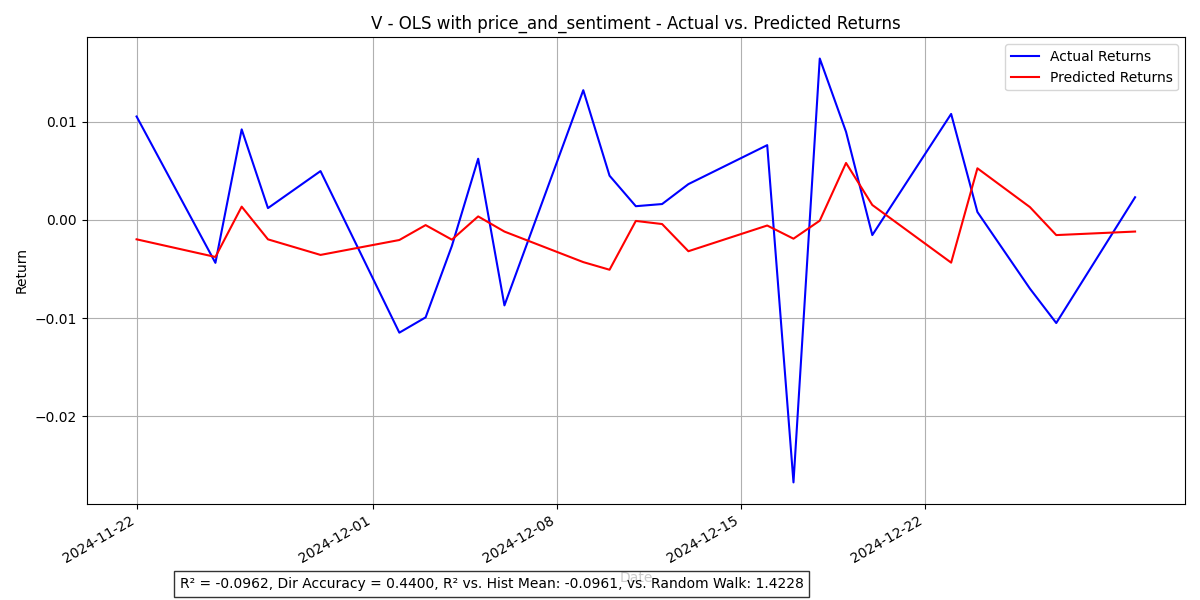 V - OLS with price_and_sentiment - Actual vs. Predicted Returns
Actual Returns
Predicted Returns
0.01
0.00
−0.01
−0.02
Return
2024-11-22
2024-12-01
2024-12-08
2024-12-15
2024-12-22
Date
R² = -0.0962, Dir Accuracy = 0.4400, R² vs. Hist Mean: -0.0961, vs. Random Walk: 1.4228